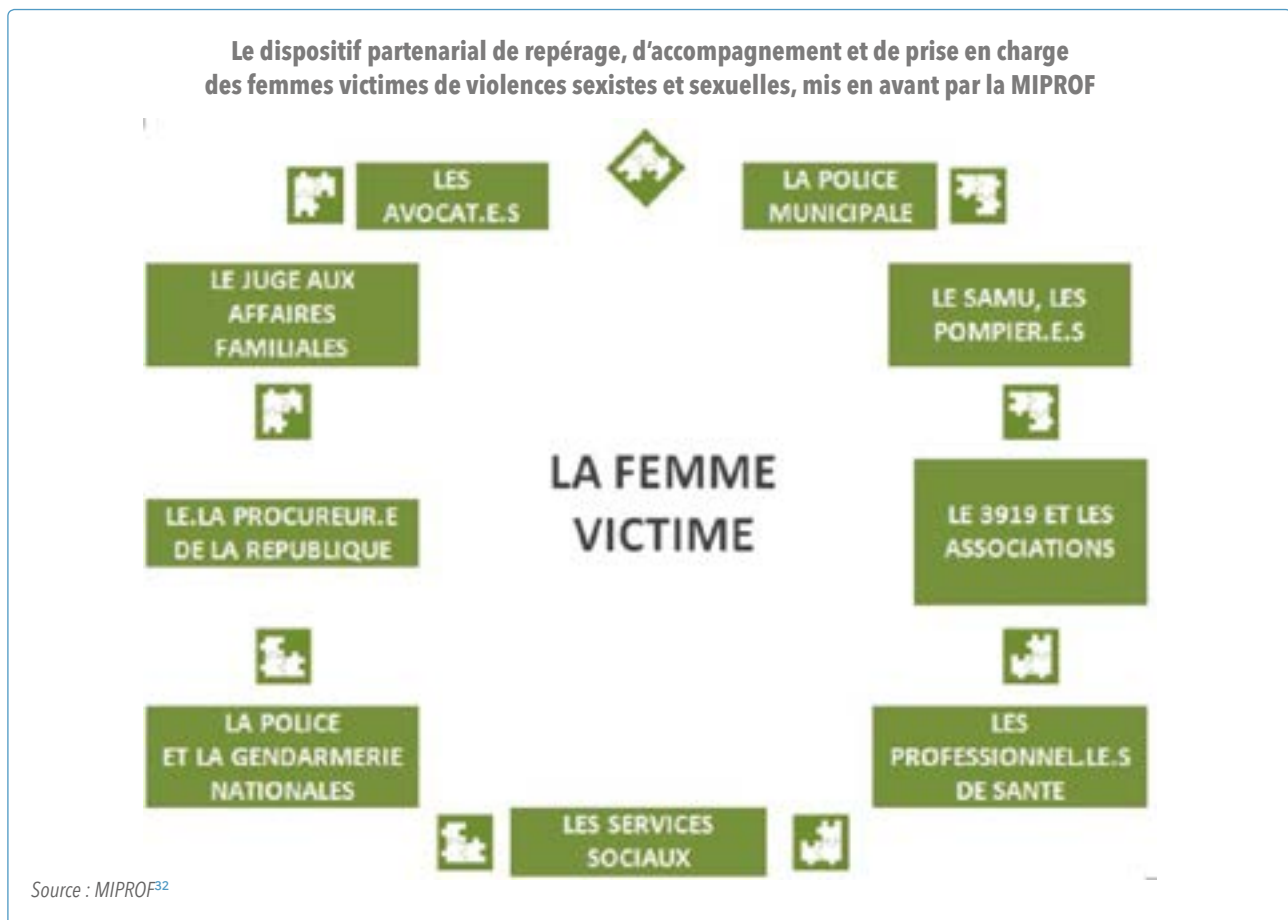 Le dispositif partenarial de repérage, d'accompagnement et de prise en charge
des femmes victimes de violences sexistes et sexuelles, mis en avant par la MIPROF
LES
AVOCAT.E.S
LA POLICE
MUNICIPALE
LE JUGE AUX
AFFAIRES
FAMILIALES
LE SAMU, LES
POMPIER.E.S
LA FEMME
VICTIME
LE.LA PROCUREUR.E
DE LA REPUBLIQUE
LE 3919 ET LES
ASSOCIATIONS
LA POLICE
ET LA GENDARMERIE
NATIONALES
LES
PROFESSIONNEL.LE.S
DE SANTE
LES SERVICES
SOCIAUX
Source : MIPROF32